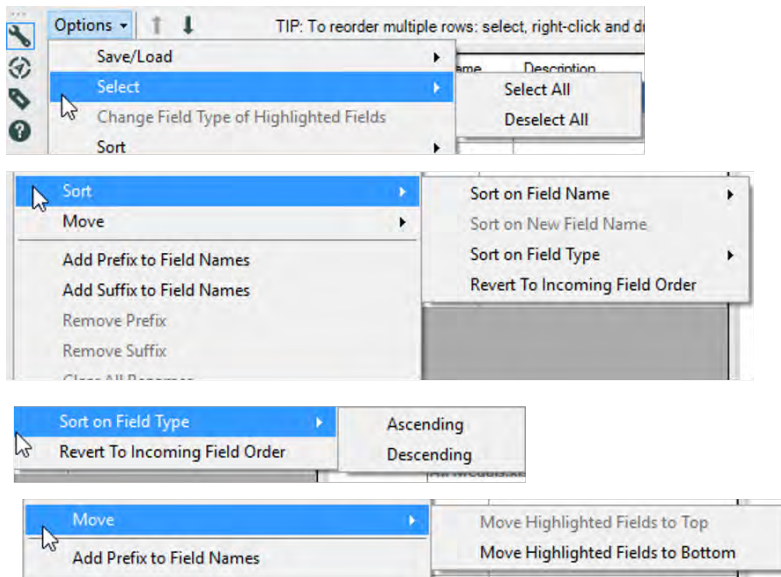 Options
TIP: To reorder multiple rows: select, right-click and d
Save/Load
Select
ame Description
Select All
Deselect All
Change Field Type of Highlighted Fields
Sort
Sort
Move
Add Prefix to Field Names
Add Suffix to Field Names
Remove Prefix
Remove Suffix
Clear All Renames
Sort on Field Name
Sort on New Field Name
Sort on Field Type
Revert To Incoming Field Order
Sort on Field Type
Revert To Incoming Field Order
Ascending
Descending
Move
Add Prefix to Field Names
Move Highlighted Fields to Top
Move Highlighted Fields to Bottom